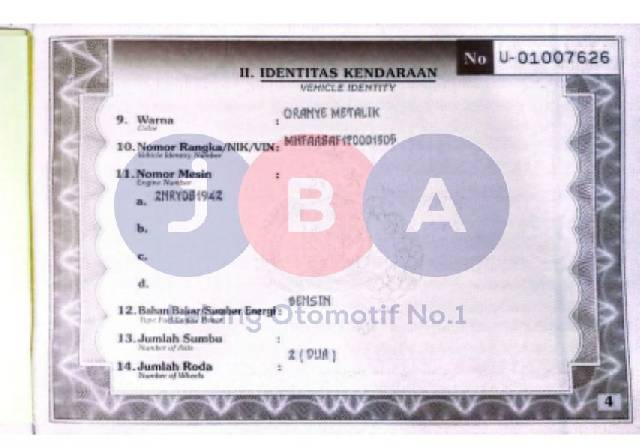 No U-01007626
II. IDENTITAS KENDARAAN
VEHICLE IDENTITY
9. Warna : ORANYE METALIK
Color
10. Nomor Rangka/NIK/VIN:
Vehicle Identity Number
11. Nomor Mesin :
Engine Number
a.
b.
c.
d.
J B A
12. Bahan Bakar/Sumber Energi: BENSIN
Otomotif No.1
13. Jumlah Sumbu : 2 (DUA)
Number of Axle
14. Jumlah Roda :
Number of Wheels
4